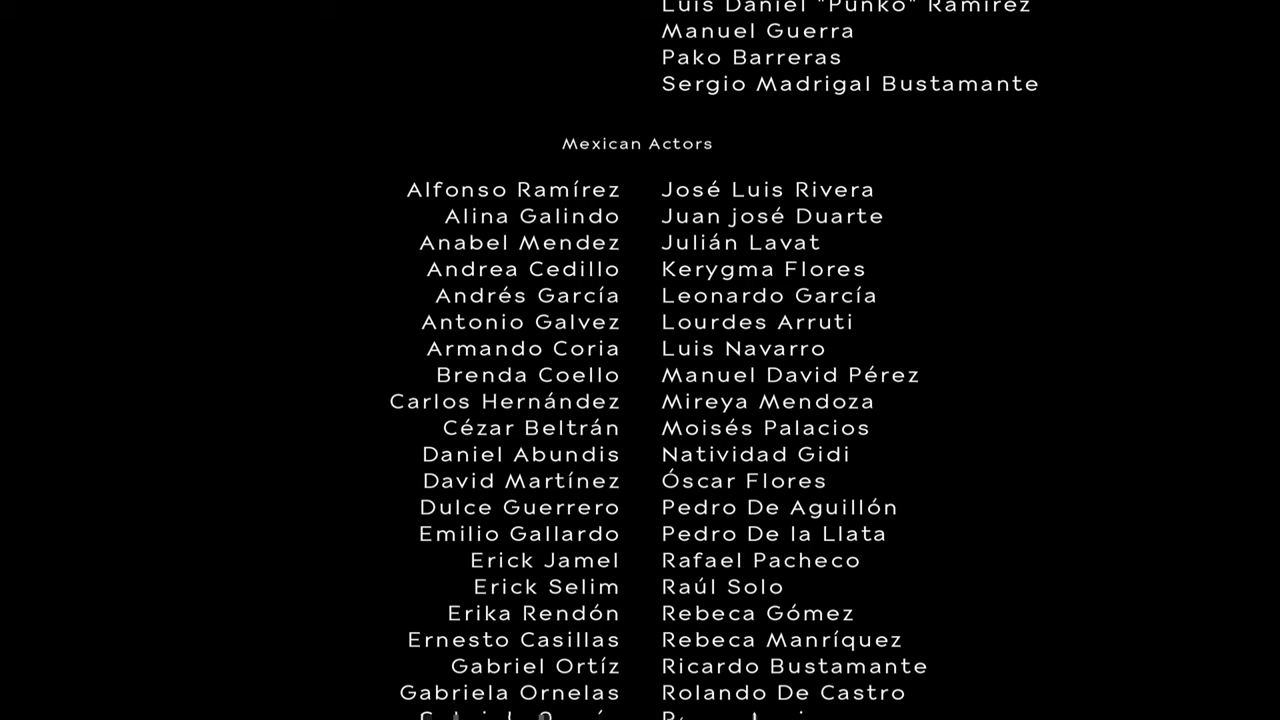 Luis Daniel "Punko" Ramírez
Manuel Guerra
Pako Barreras
Sergio Madrigal Bustamante
Mexican Actors
Alfonso Ramírez José Luis Rivera
Alina Galindo Juan josé Duarte
Anabel Mendez Julián Lavat
Andrea Cedillo Kerygma Flores
Andrés García Leonardo García
Antonio Galvez Lourdes Arruti
Armando Coria Luis Navarro
Brenda Coello Manuel David Pérez
Carlos Hernández Mireya Mendoza
Cézar Beltrán Moisés Palacios
Daniel Abundis Natividad Gidi
David Martínez Óscar Flores
Dulce Guerrero Pedro De Aguillón
Emilio Gallardo Pedro De la Llata
Erick Jamel Rafael Pacheco
Erick Selim Raúl Solo
Erika Rendón Rebeca Gómez
Ernesto Casillas Rebeca Manríquez
Gabriel Ortíz Ricardo Bustamante
Gabriela Ornelas Rolando De Castro